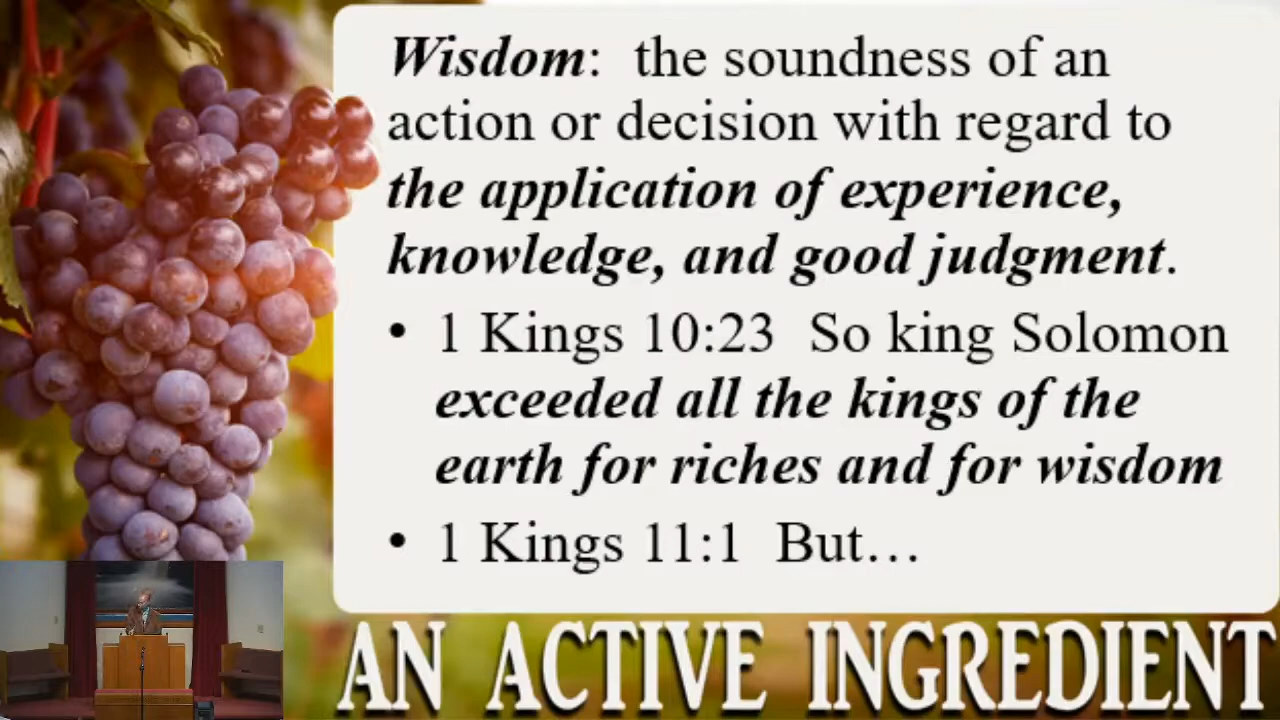 Wisdom: the soundness of an
action or decision with regard to
the application of experience,
knowledge, and good judgment.
• 1 Kings 10:23 So king Solomon
exceeded all the kings of the
earth for riches and for wisdom
• 1 Kings 11:1 But…
AN ACTIVE INGREDIENT